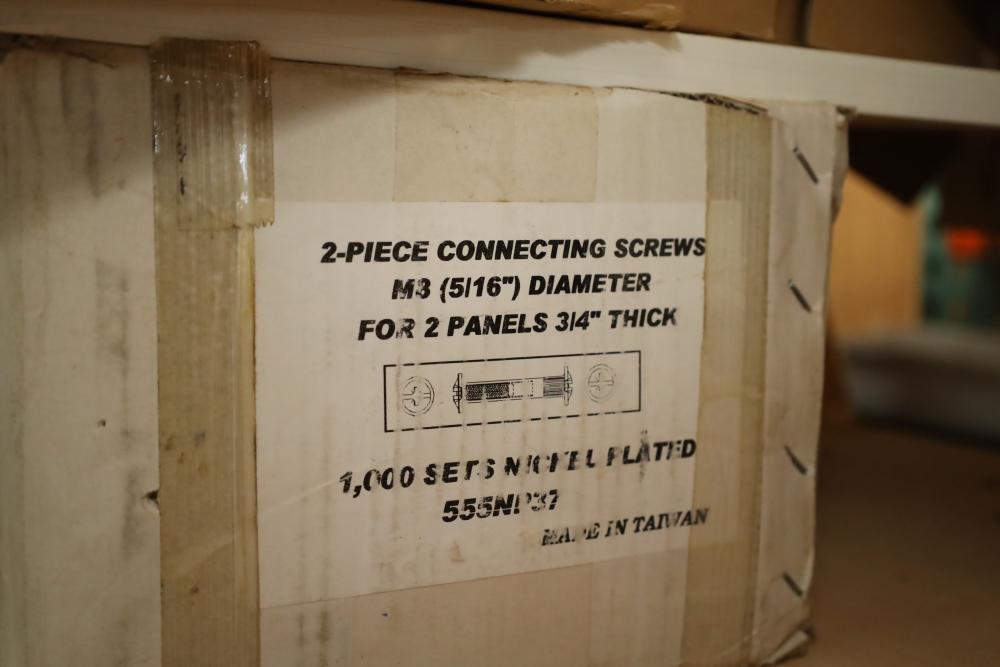 2-PIECE CONNECTING SCREWS
M8 (5/16") DIAMETER
FOR 2 PANELS 3/4" THICK
1,000 SETS NICKEL PLATED
555NP37
MADE IN TAIWAN